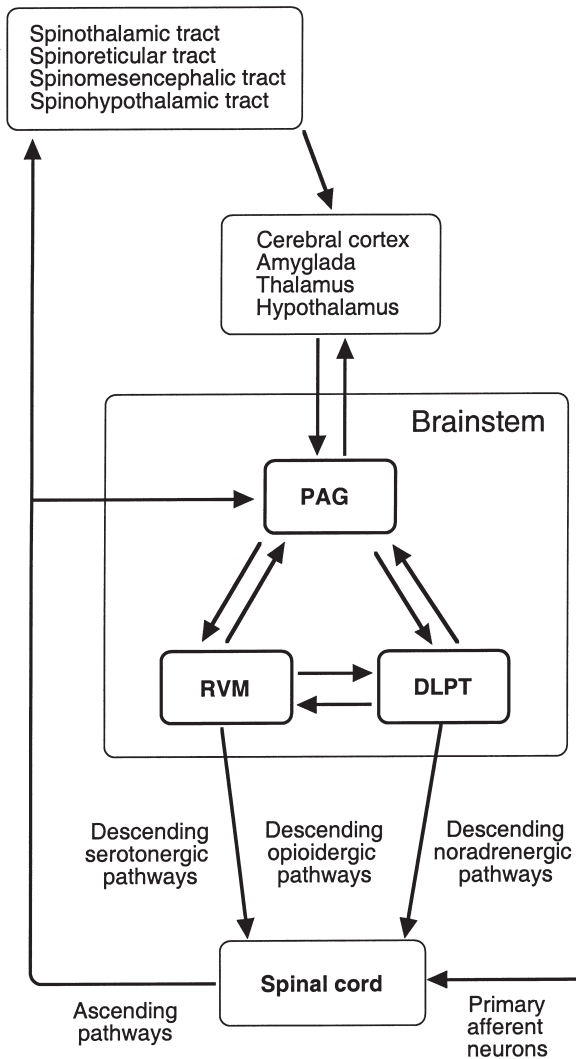 Spinothalamic tract
Spinoreticular tract
Spinomesencephalic tract
Spinohypothalamic tract
Cerebral cortex
Amyglada
Thalamus
Hypothalamus
Brainstem
PAG
RVM
DLPT
Descending
serotonergic
pathways
Descending
opioidergic
pathways
Descending
noradrenergic
pathways
Spinal cord
Ascending
pathways
Primary
afferent
neurons